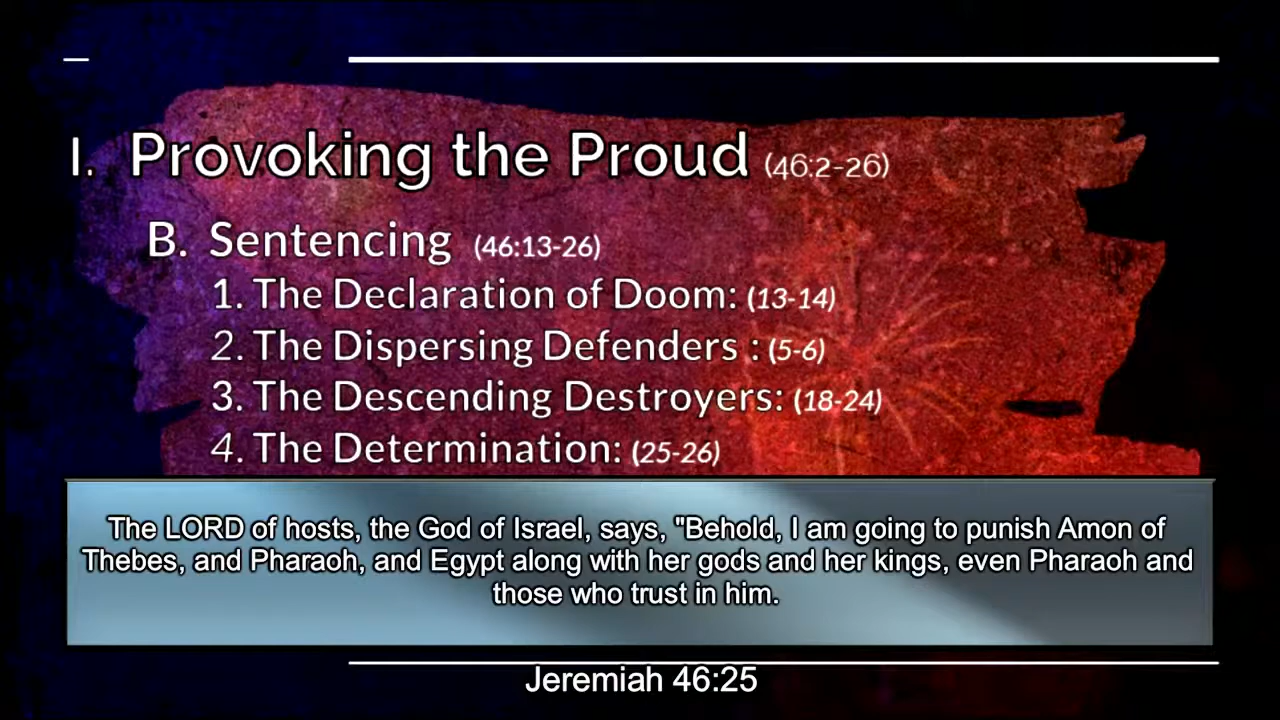 I. Provoking the Proud (46:2-26)
B. Sentencing (46:13-26)
1. The Declaration of Doom: (13-14)
2. The Dispersing Defenders : (5-6)
3. The Descending Destroyers: (18-24)
4. The Determination: (25-26)
The LORD of hosts, the God of Israel, says, "Behold, I am going to punish Amon of
Thebes, and Pharaoh, and Egypt along with her gods and her kings, even Pharaoh and
those who trust in him.
Jeremiah 46:25